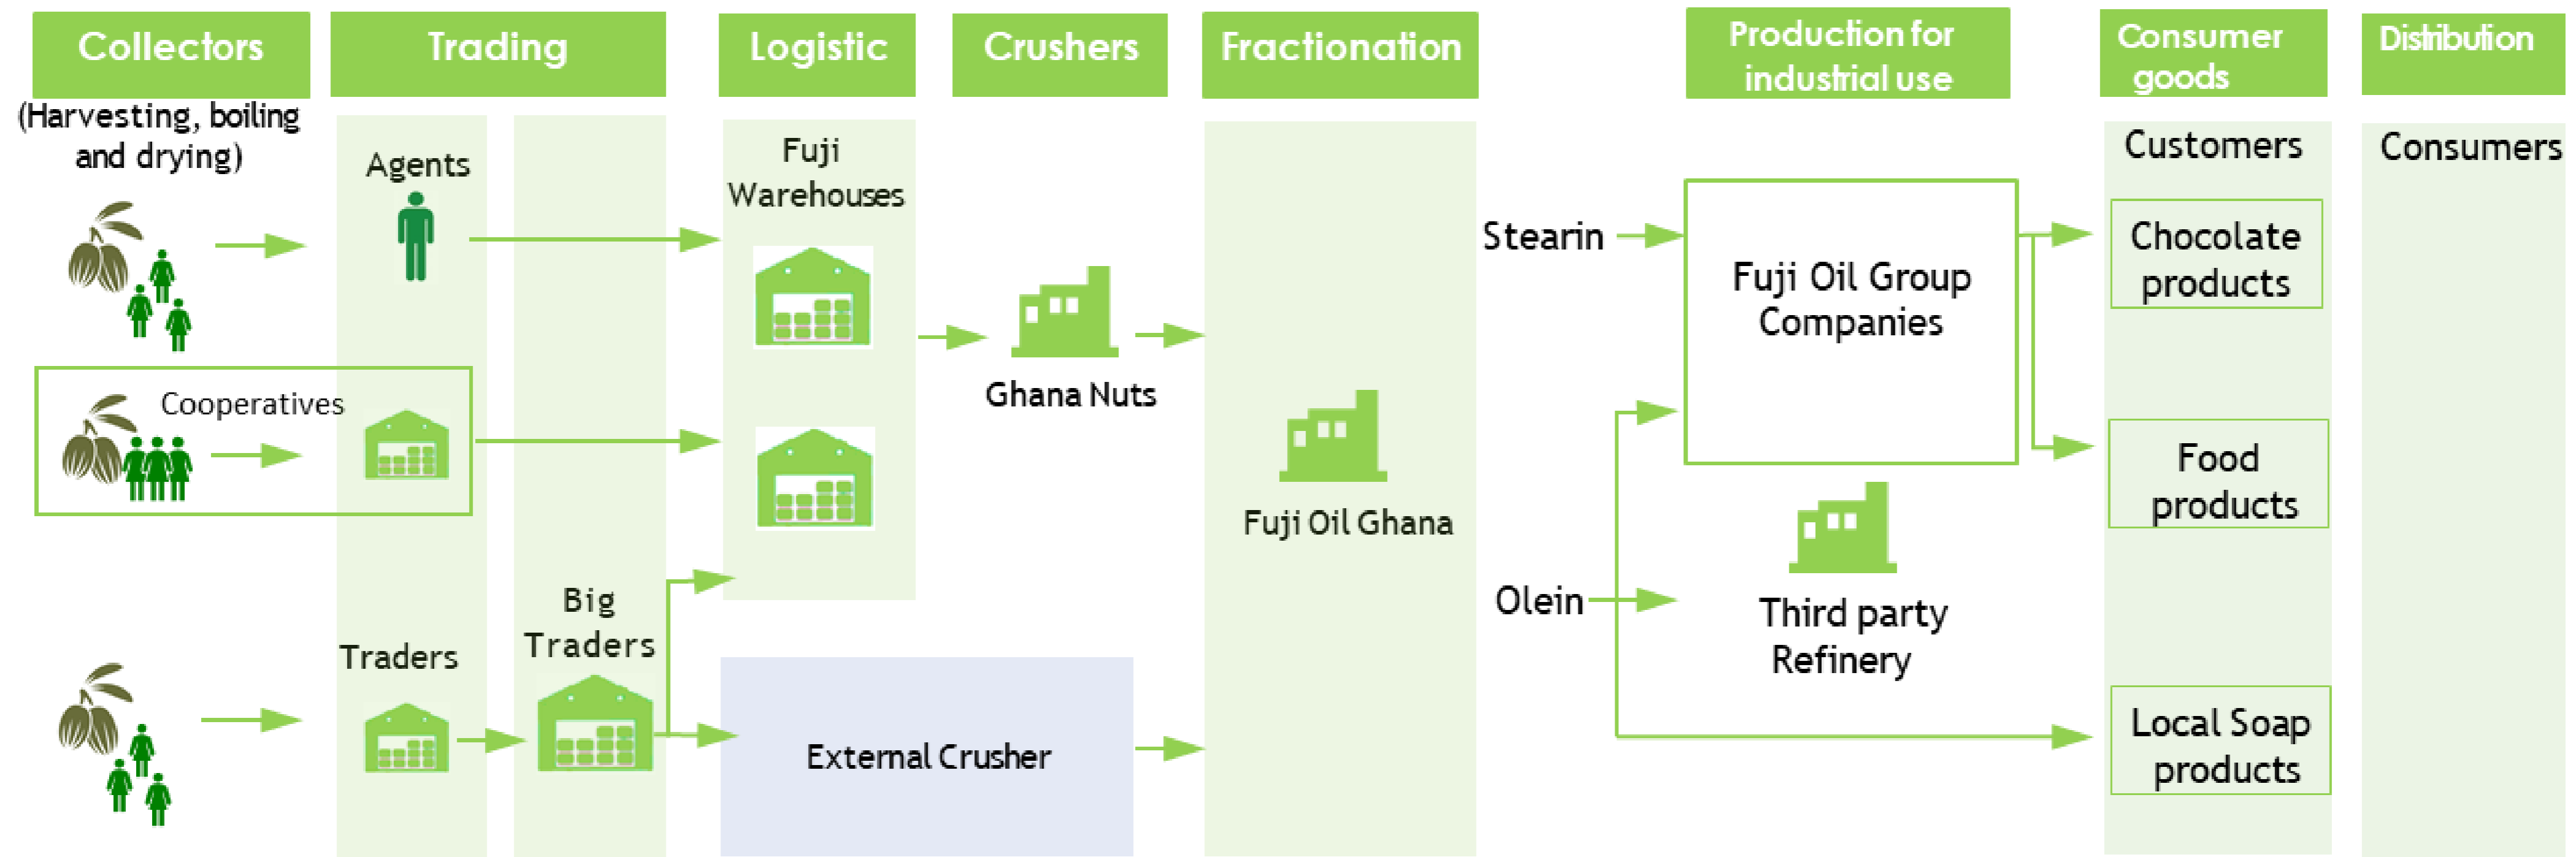 Collectors
Trading
Logistic
Crushers
Fractionation
Production for
industrial use
Consumer
goods
Distribution
(Harvesting, boiling
and drying)
Agents
Fuji
Warehouses
Customers
Consumers
Stearin
Chocolate
products
Fuji Oil Group
Companies
Ghana Nuts
Cooperatives
Food
products
Fuji Oil Ghana
Big
Traders
Olein
Third party
Refinery
Traders
Local Soap
products
External Crusher